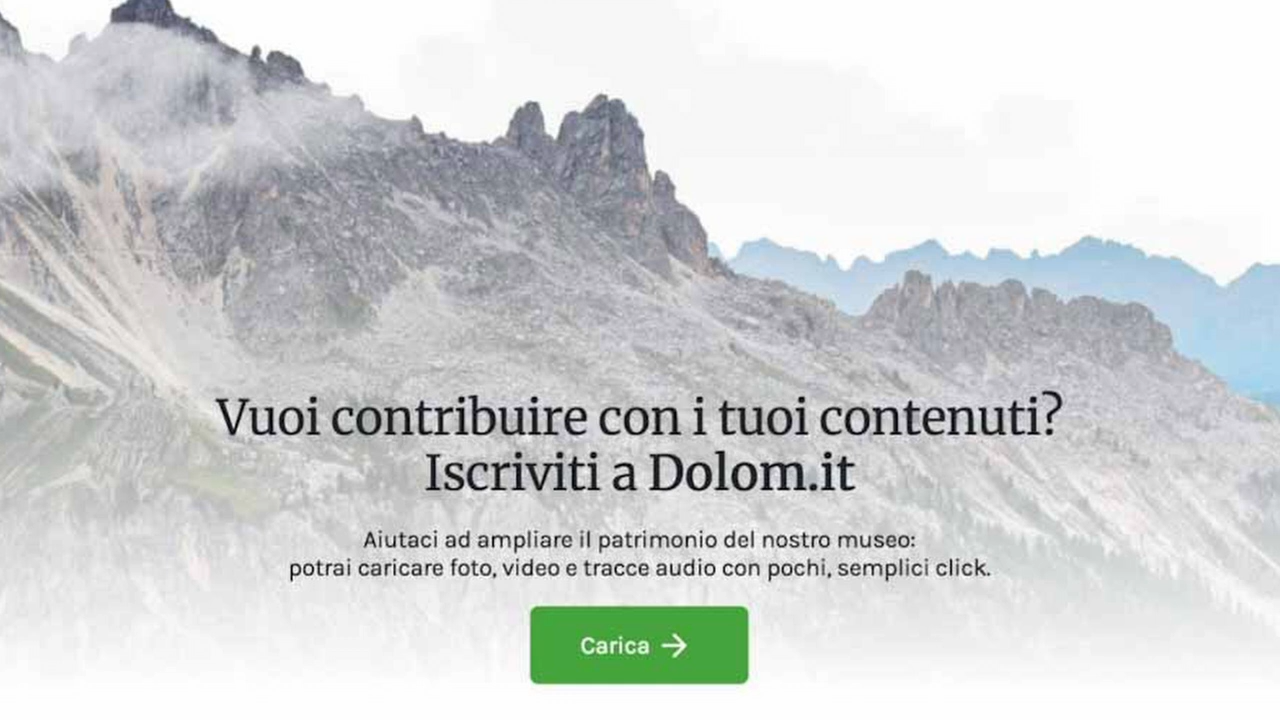 Vuoi contribuire con i tuoi contenuti?
Iscriviti a Dolom.it
Aiutaci ad ampliare il patrimonio del nostro museo:
potrai caricare foto, video e tracce audio con pochi, semplici click.
Carica →